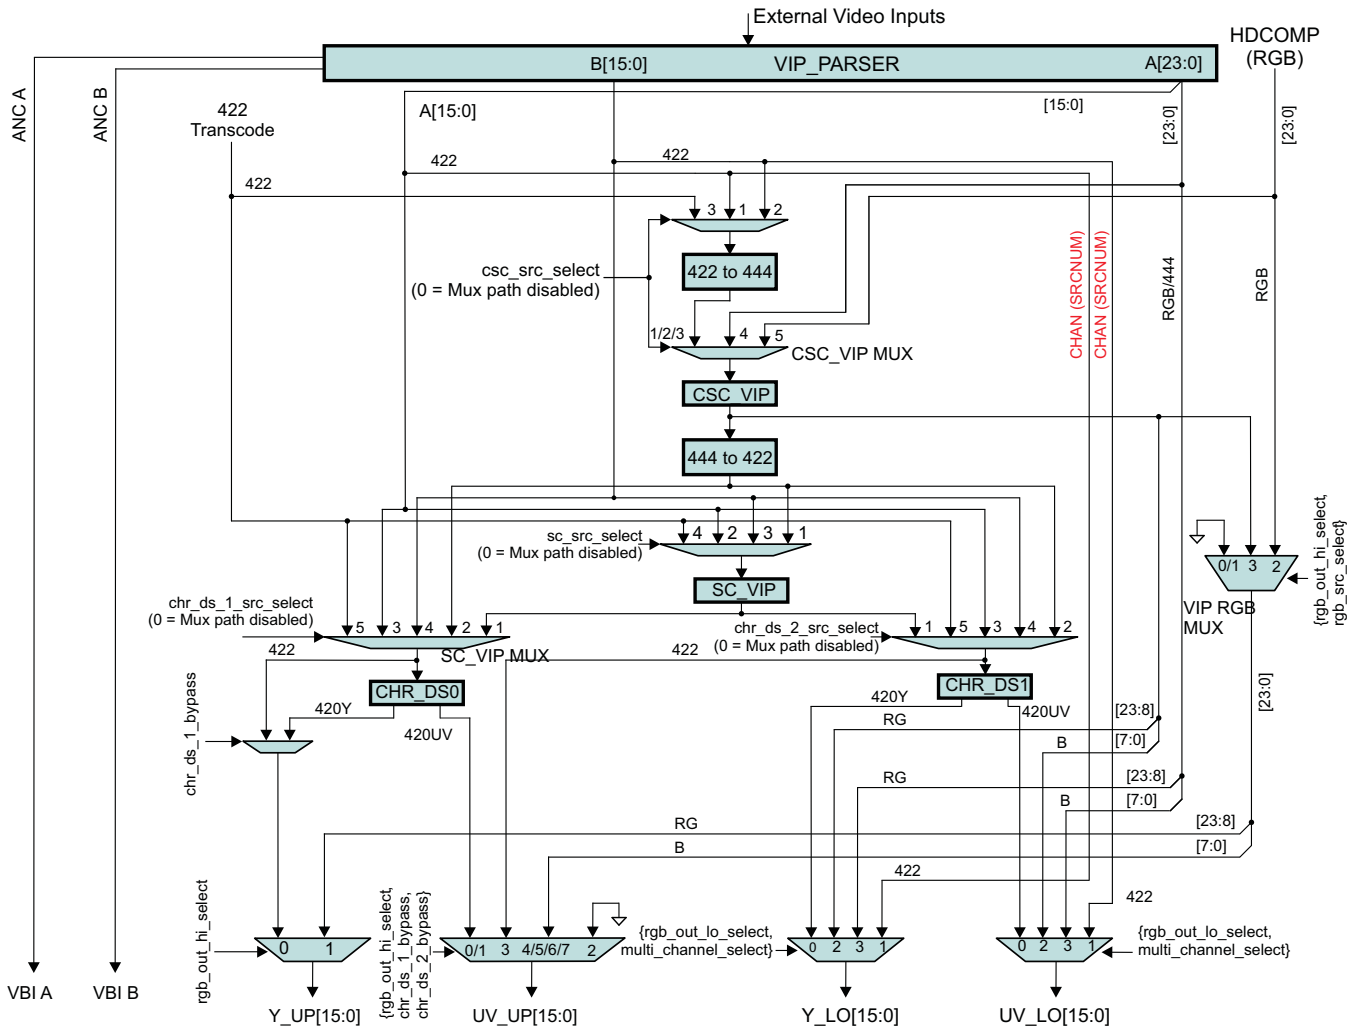 External Video Inputs
HDCOMP
(RGB)
B[15:0]
VIP_PARSER
A[23:0]
ANC A
ANC B
422
Transcode
A[15:0]
[15:0]
[23:0]
[23:0]
422
422
422
3 1 2
422 to 444
csc_src_select
(0 = Mux path disabled)
CHAN (SRCNUM)
CHAN (SRCNUM)
RGB/444
RGB
1/2/3 4 5
CSC_VIP MUX
CSC_VIP
444 to 422
sc_src_select
(0 = Mux path disabled)
4 2 3 1
SC_VIP
0/1 3 2
{rgb_out_hi_select,
rgb_src_select}
VIP RGB
MUX
chr_ds_1_src_select
(0 = Mux path disabled)
5 3 4 2 1
SC_VIP MUX
chr_ds_2_src_select
(0 = Mux path disabled)
1 5 3 4 2
422
422
CHR_DS0
CHR_DS1
chr_ds_1_bypass
420Y
420UV
420Y
420UV
[23:0]
RG
[23:8]
B
[7:0]
RG
[23:8]
B
[7:0]
RG
[23:8]
B
[7:0]
422
422
rgb_out_hi_select
0 1
{rgb_out_hi_select,
chr_ds_1_bypass,
chr_ds_2_bypass}
0/1 3 4/5/6/7 2
{rgb_out_lo_select,
multi_channel_select}
0 2 3 1
0 2 3 1
{rgb_out_lo_select,
multi_channel_select}
VBI A
VBI B
Y_UP[15:0]
UV_UP[15:0]
Y_LO[15:0]
UV_LO[15:0]